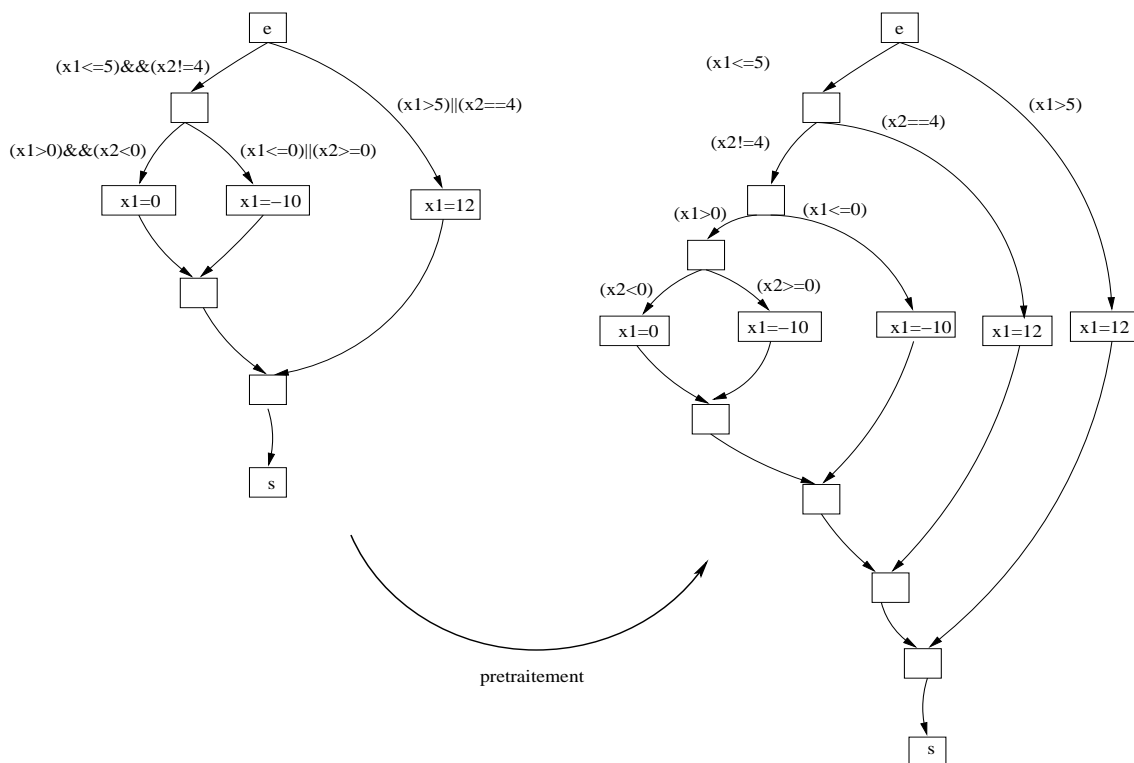 e
(x1<=5)&&(x2!=4)
(x1>5)||(x2==4)
(x1>0)&&(x2<0)
(x1<=0)||(x2>=0)
x1=0
x1=−10
x1=12
s
pretraitement
e
(x1<=5)
(x1>5)
(x2==4)
(x2!=4)
(x1>0)
(x1<=0)
(x2<0)
(x2>=0)
x1=0
x1=−10
x1=−10
x1=12
x1=12
s